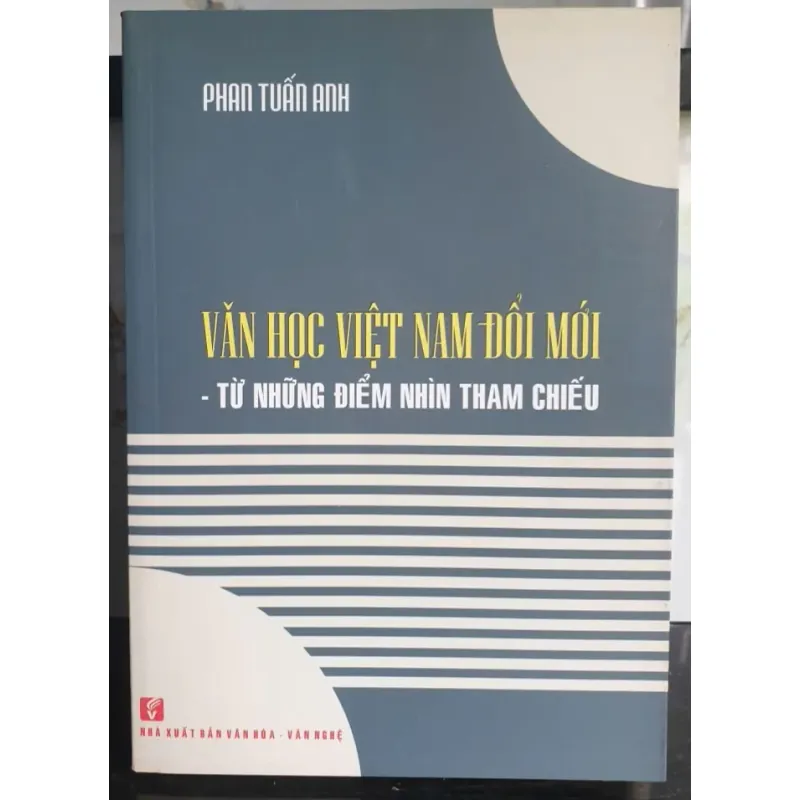 PHAN TUẤN ANH
VĂN HỌC VIỆT NAM ĐỔI MỚI
- TỪ NHỮNG ĐIỂM NHÌN THAM CHIẾU
NHÀ XUẤT BẢN VĂN HÓA - VĂN NGHỆ